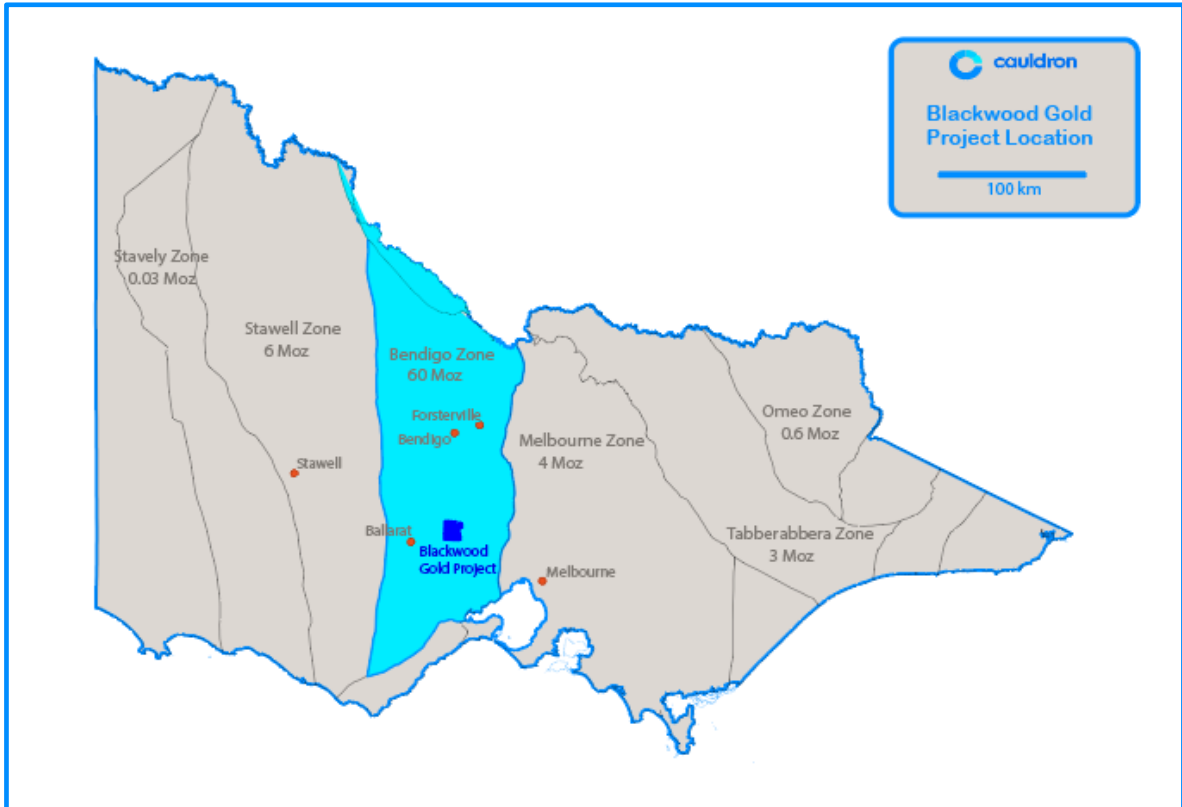 cauldron
Blackwood Gold
Project Location
100 km
Stavely Zone
0.03 Moz
Stawell Zone
6 Moz
Bendigo Zone
60 Moz
Forsterville
Bendigo
Stawell
Ballarat
Blackwood
Gold Project
Melbourne Zone
4 Moz
Melbourne
Omeo Zone
0.6 Moz
Tabberabbera Zone
3 Moz